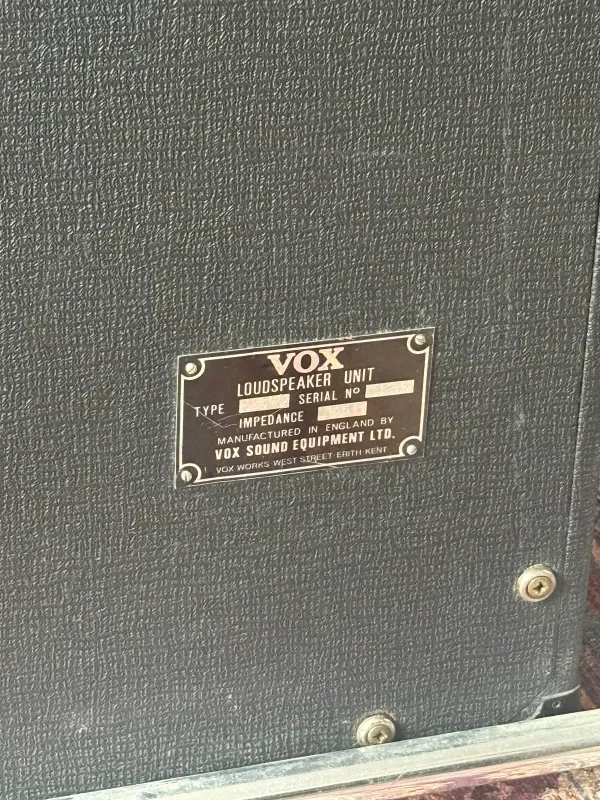 VOX
LOUDSPEAKER UNIT
TYPE SERIAL Nº
IMPEDANCE
MANUFACTURED IN ENGLAND BY
VOX SOUND EQUIPMENT LTD.
VOX WORKS WEST STREET ERITH KENT